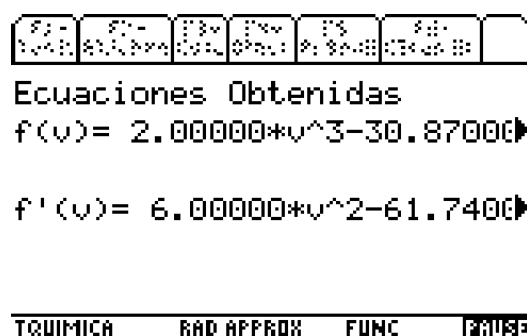 Ecuaciones Obtenidas
f(v)= 2.00000*v^3-30.87000
f'(v)= 6.00000*v^2-61.7400
TQUIMICA RAD APPROX FUNC PAUSE